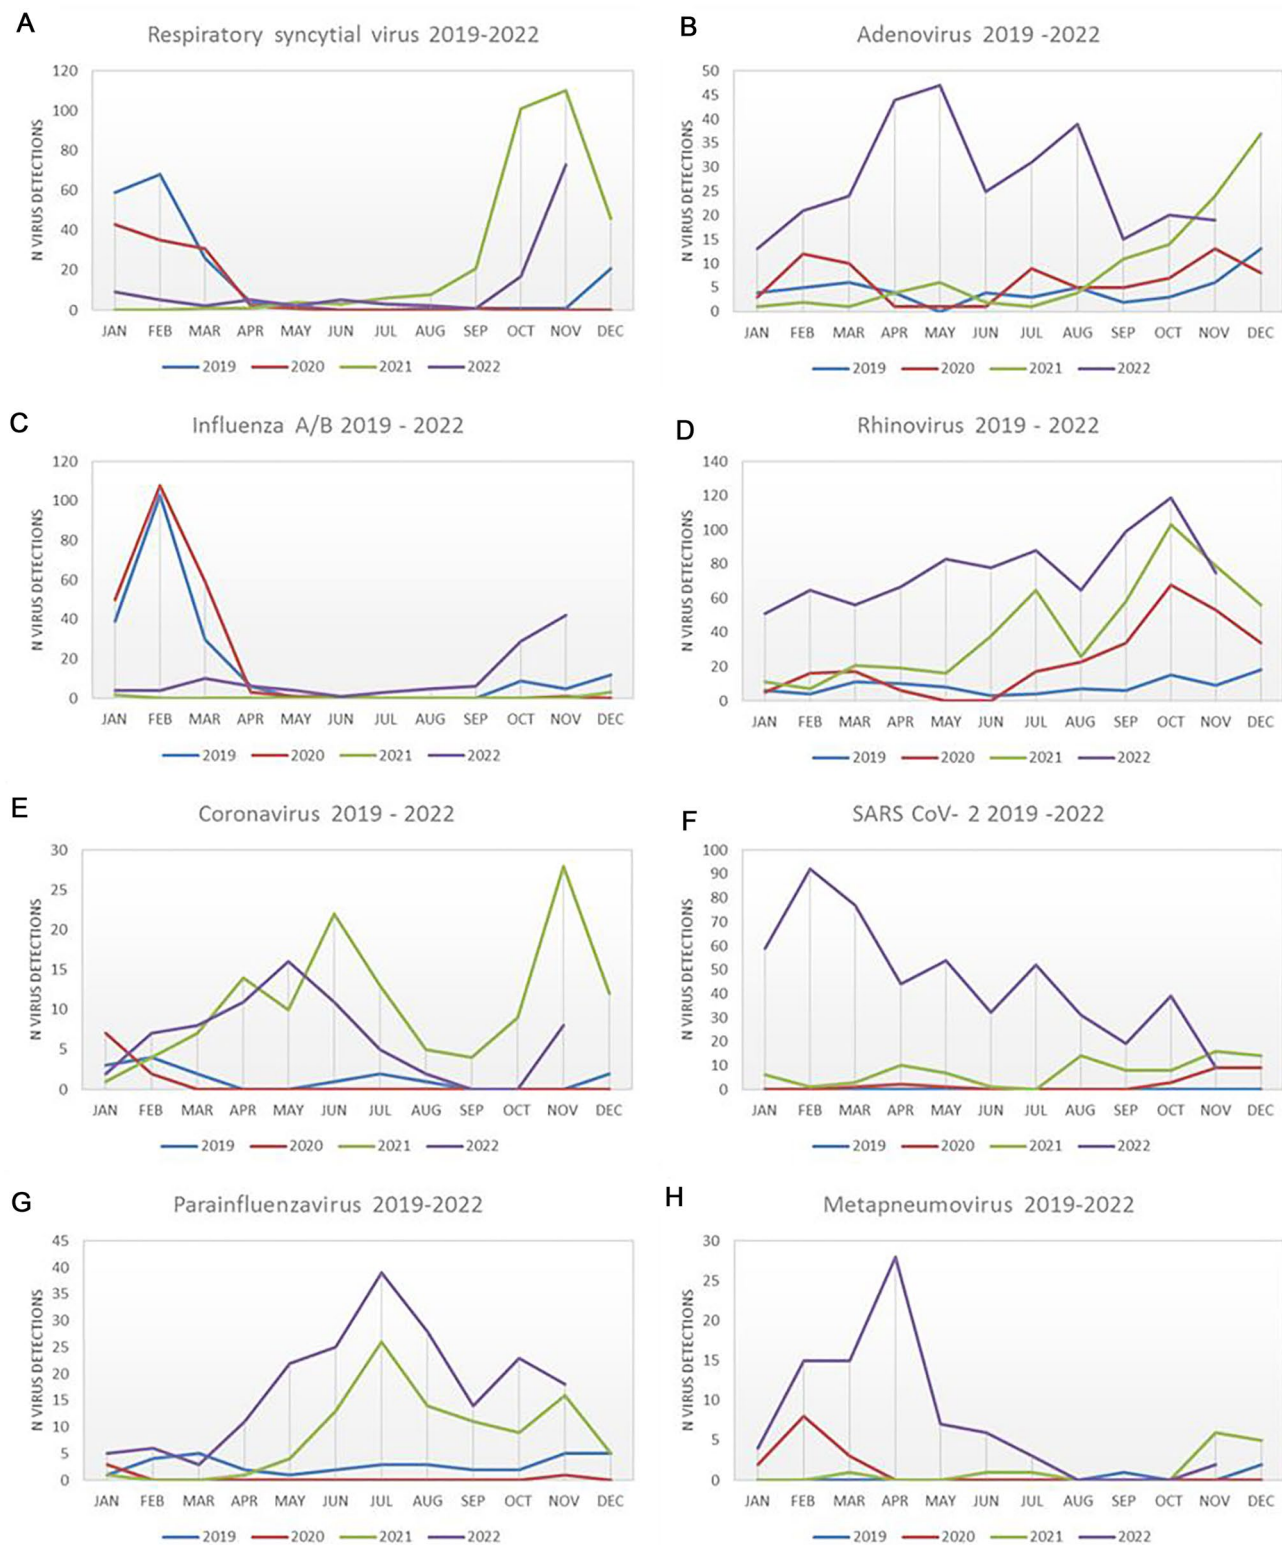 A
Respiratory syncytial virus 2019-2022
N VIRUS DETECTIONS
120
100
80
60
40
20
0
JAN FEB MAR APR MAY JUN JUL AUG SEP OCT NOV DEC
2019 2020 2021 2022
B
Adenovirus 2019 -2022
N VIRUS DETECTIONS
50
45
40
35
30
25
20
15
10
5
0
JAN FEB MAR APR MAY JUN JUL AUG SEP OCT NOV DEC
2019 2020 2021 2022
C
Influenza A/B 2019 - 2022
N VIRUS DETECTIONS
120
100
80
60
40
20
0
JAN FEB MAR APR MAY JUN JUL AUG SEP OCT NOV DEC
2019 2020 2021 2022
D
Rhinovirus 2019 - 2022
N VIRUS DETECTIONS
140
120
100
80
60
40
20
0
JAN FEB MAR APR MAY JUN JUL AUG SEP OCT NOV DEC
2019 2020 2021 2022
E
Coronavirus 2019 - 2022
N VIRUS DETECTIONS
30
25
20
15
10
5
0
JAN FEB MAR APR MAY JUN JUL AUG SEP OCT NOV DEC
2019 2020 2021 2022
F
SARS CoV- 2 2019 -2022
N VIRUS DETECTIONS
100
90
80
70
60
50
40
30
20
10
0
JAN FEB MAR APR MAY JUN JUL AUG SEP OCT NOV DEC
2019 2020 2021 2022
G
Parainfluenzavirus 2019-2022
N VIRUS DETECTIONS
45
40
35
30
25
20
15
10
5
0
JAN FEB MAR APR MAY JUN JUL AUG SEP OCT NOV DEC
2019 2020 2021 2022
H
Metapneumovirus 2019-2022
N VIRUS DETECTIONS
30
25
20
15
10
5
0
JAN FEB MAR APR MAY JUN JUL AUG SEP OCT NOV DEC
2019 2020 2021 2022